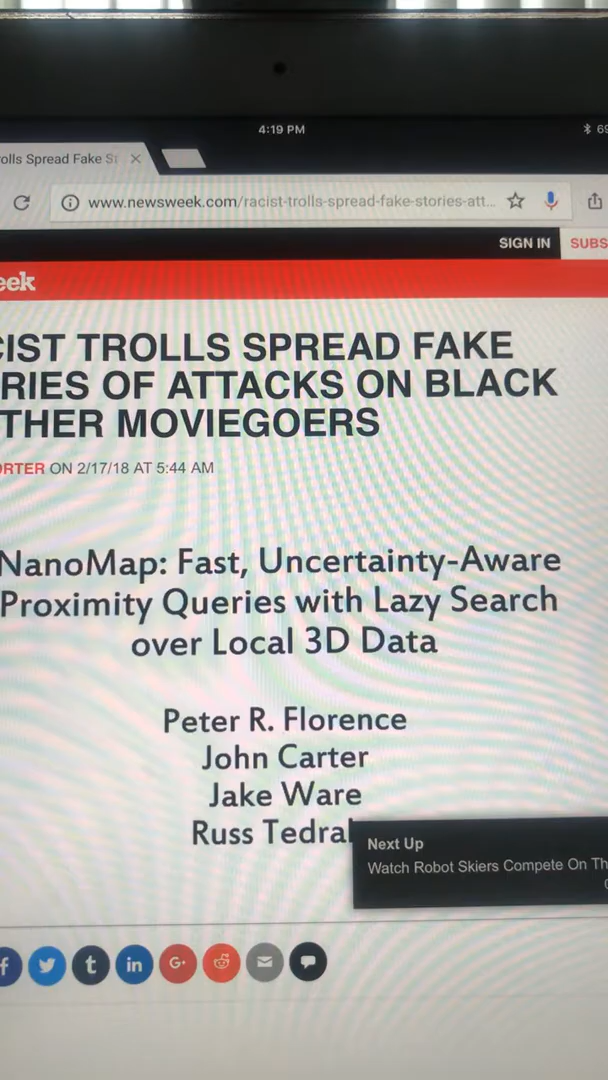 4:19 PM
69
olls Spread Fake St
www.newsweek.com/racist-trolls-spread-fake-stories-att...
SIGN IN
SUBS
eek
CIST TROLLS SPREAD FAKE
RIES OF ATTACKS ON BLACK
THER MOVIEGOERS
ORTER ON 2/17/18 AT 5:44 AM
NanoMap: Fast, Uncertainty-Aware
Proximity Queries with Lazy Search
over Local 3D Data
Peter R. Florence
John Carter
Jake Ware
Russ Tedra
Next Up
Watch Robot Skiers Compete On Th
f
t
in
G+